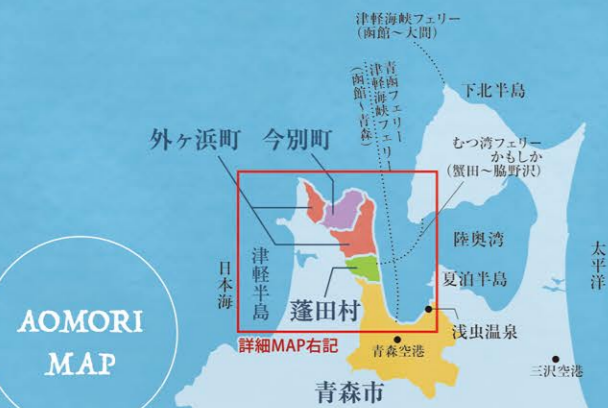 津軽海峡フェリー
（函館～大間）
青函フェリー
津軽海峡フェリー
（函館～青森）
下北半島
外ヶ浜町
今別町
むつ湾フェリー
かもしか
（蟹田～脇野沢）
陸奥湾
太平洋
日本海
津軽半島
夏泊半島
蓬田村
浅虫温泉
詳細MAP右記
青森空港
三沢空港
青森市
AOMORI
MAP